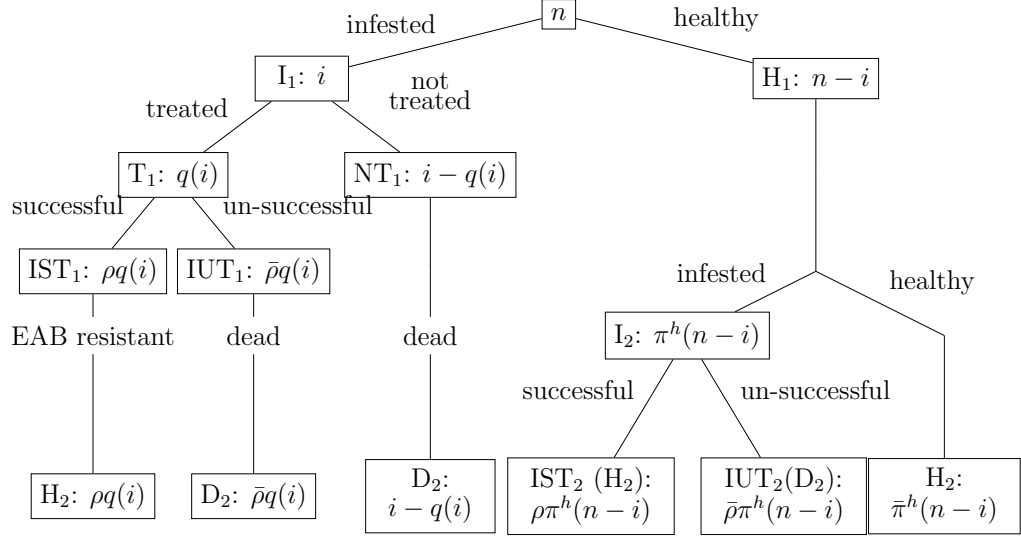 n
infested
healthy
I₁: i
not
treated
H₁: n − i
treated
T₁: q(i)
NT₁: i − q(i)
successful
un-successful
IST₁: ρq(i)
IUT₁: ρ̄q(i)
infested
healthy
EAB resistant
dead
dead
I₂: πʰ(n − i)
successful
un-successful
H₂: ρq(i)
D₂: ρ̄q(i)
D₂:
i − q(i)
IST₂ (H₂):
ρπʰ(n − i)
IUT₂(D₂):
ρ̄πʰ(n − i)
H₂:
π̄ʰ(n − i)